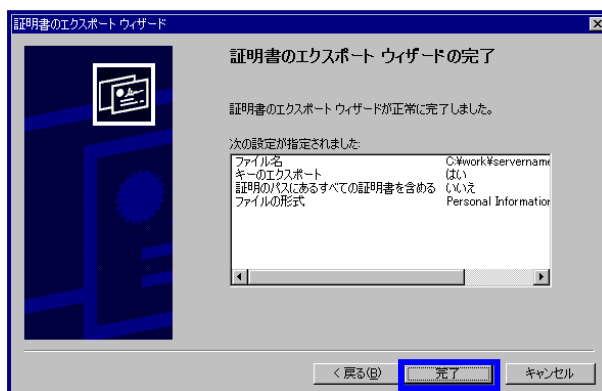 証明書のエクスポート ウィザード
証明書のエクスポート ウィザードの完了
証明書のエクスポート ウィザードが正常に完了しました。
次の設定が指定されました:
ファイル名 C:¥work¥servername
キーのエクスポート はい
証明のパスにあるすべての証明書を含める いいえ
ファイルの形式 Personal Information
< 戻る(B) 完了 キャンセル